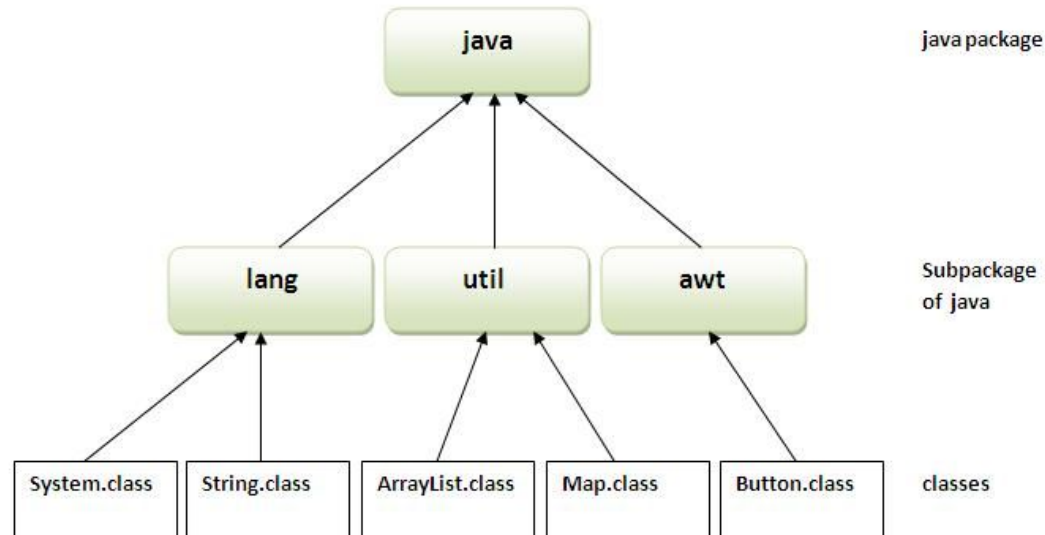 java
java package
lang
util
awt
Subpackage
of java
System.class
String.class
ArrayList.class
Map.class
Button.class
classes